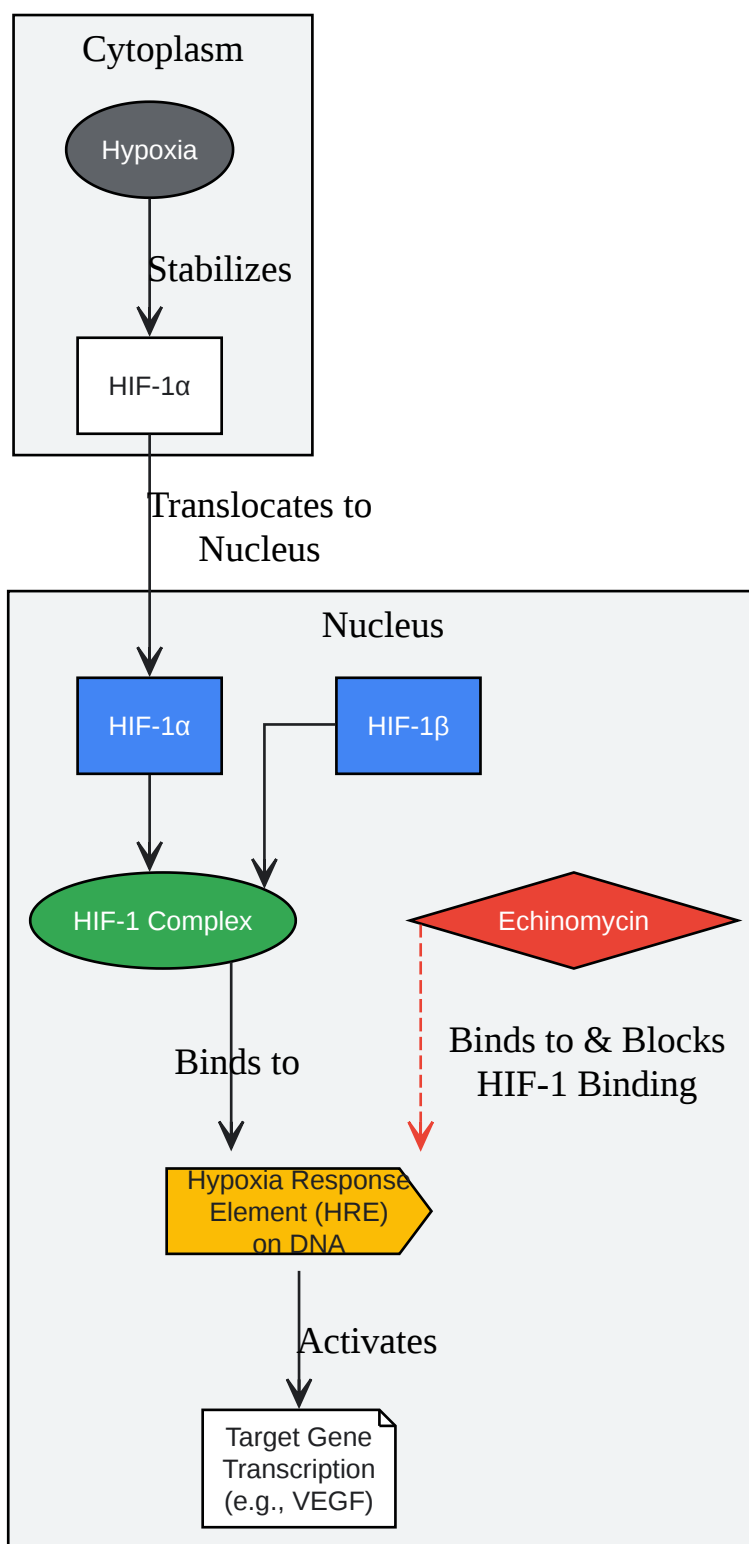 Cytoplasm
Hypoxia
Stabilizes
HIF-1α
Translocates to
Nucleus
Nucleus
HIF-1α
HIF-1β
HIF-1 Complex
Echinomycin
Binds to
Binds to & Blocks
HIF-1 Binding
Hypoxia Response
Element (HRE)
on DNA
Activates
Target Gene
Transcription
(e.g., VEGF)